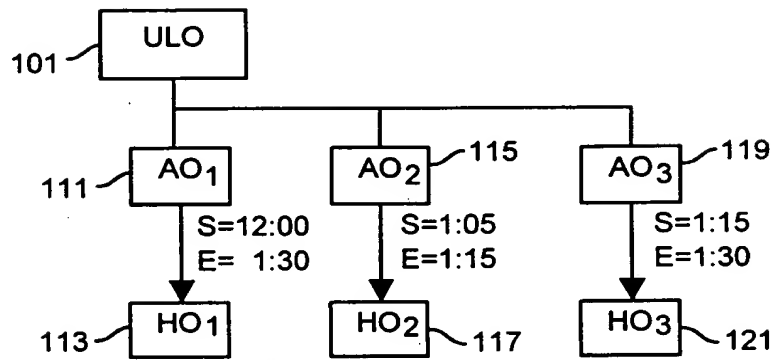 ULO
101
AO1 AO2 AO3
111 115 119
S=12:00 S=1:05 S=1:15
E= 1:30 E=1:15 E=1:30
HO1 HO2 HO3
113 117 121